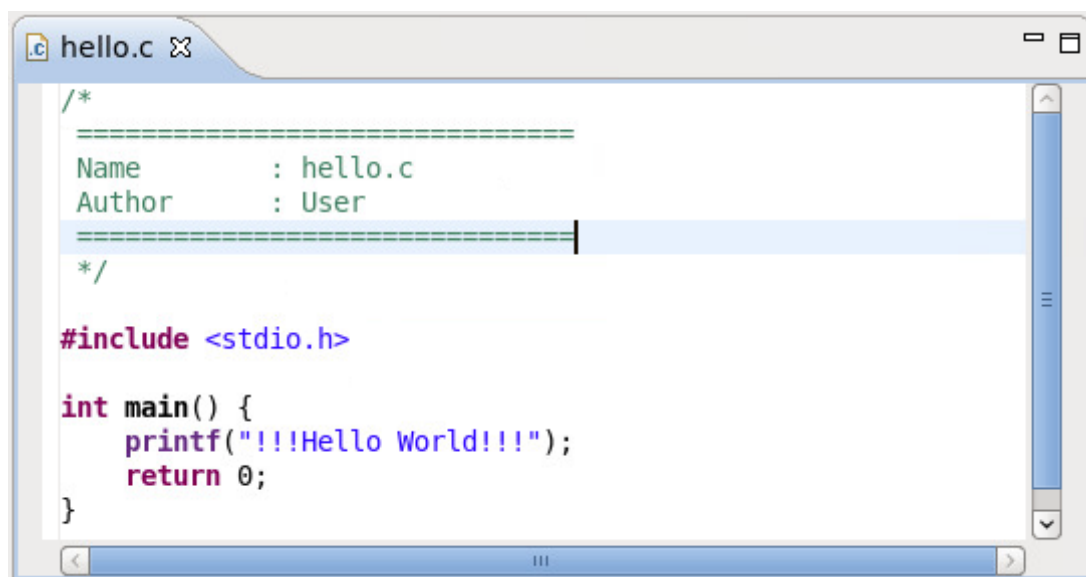 hello.c
/*
 ===============================
 Name        : hello.c
 Author      : User
 ===============================
 */
#include <stdio.h>
int main() {
    printf("!!!Hello World!!!");
    return 0;
}